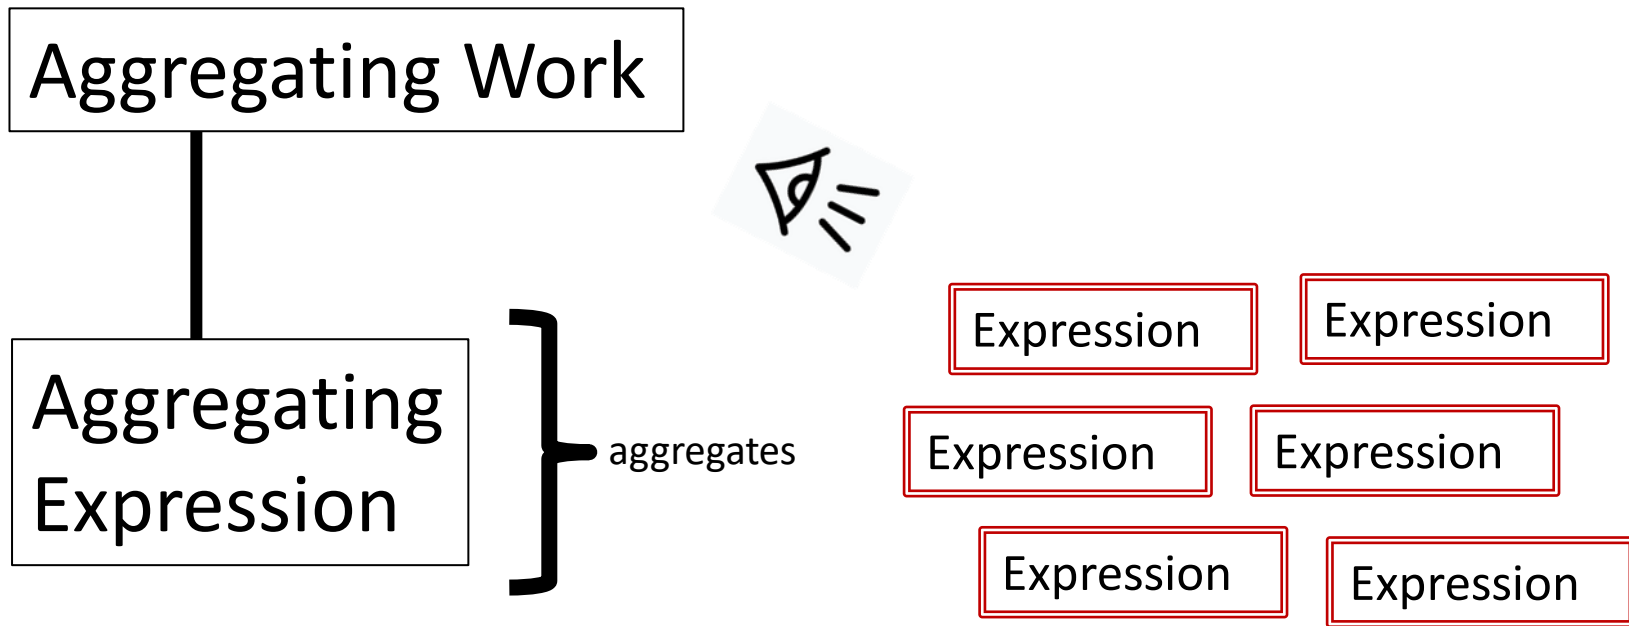 Aggregating Work
Aggregating
Expression
aggregates
Expression
Expression
Expression
Expression
Expression
Expression